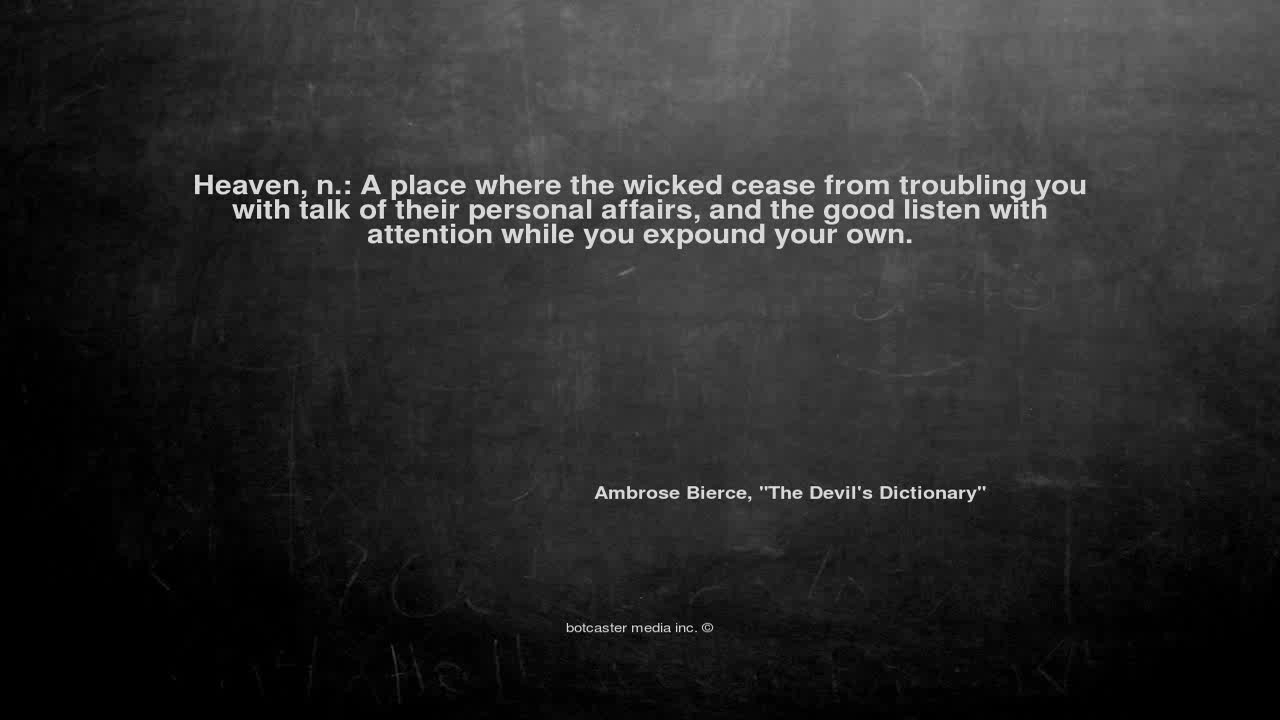 Heaven, n.: A place where the wicked cease from troubling you
with talk of their personal affairs, and the good listen with
attention while you expound your own.
Ambrose Bierce, "The Devil's Dictionary"
botcaster media inc. ©